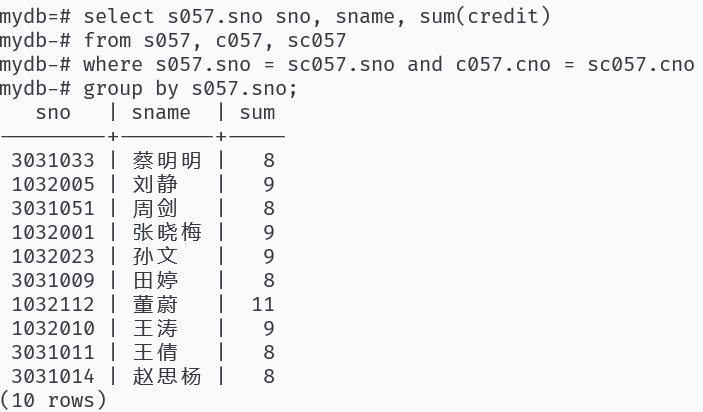 mydb=# select s057.sno sno, sname, sum(credit)
mydb-# from s057, c057, sc057
mydb-# where s057.sno = sc057.sno and c057.cno = sc057.cno
mydb-# group by s057.sno;
   sno   | sname  | sum
---------+--------+-----
 3031033 | 蔡明明 |   8
 1032005 | 刘静   |   9
 3031051 | 周剑   |   8
 1032001 | 张晓梅 |   9
 1032023 | 孙文   |   9
 3031009 | 田婷   |   8
 1032112 | 董蔚   |  11
 1032010 | 王涛   |   9
 3031011 | 王倩   |   8
 3031014 | 赵思杨 |   8
(10 rows)